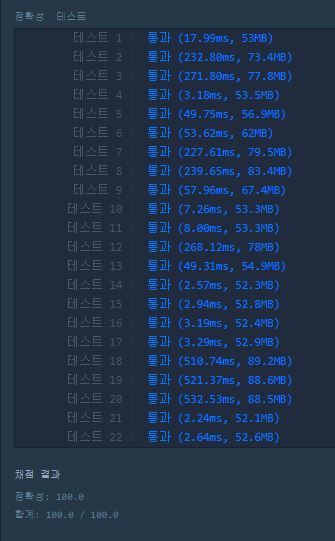 정확성 테스트
테스트 1 〉 통과 (17.99ms, 53MB)
테스트 2 〉 통과 (232.80ms, 73.4MB)
테스트 3 〉 통과 (271.80ms, 77.8MB)
테스트 4 〉 통과 (3.18ms, 53.5MB)
테스트 5 〉 통과 (49.75ms, 56.9MB)
테스트 6 〉 통과 (53.62ms, 62MB)
테스트 7 〉 통과 (227.61ms, 79.5MB)
테스트 8 〉 통과 (239.65ms, 83.4MB)
테스트 9 〉 통과 (57.96ms, 67.4MB)
테스트 10 〉 통과 (7.26ms, 53.3MB)
테스트 11 〉 통과 (8.00ms, 53.3MB)
테스트 12 〉 통과 (268.12ms, 78MB)
테스트 13 〉 통과 (49.31ms, 54.9MB)
테스트 14 〉 통과 (2.57ms, 52.3MB)
테스트 15 〉 통과 (2.94ms, 52.8MB)
테스트 16 〉 통과 (3.19ms, 52.4MB)
테스트 17 〉 통과 (3.29ms, 52.9MB)
테스트 18 〉 통과 (510.74ms, 89.2MB)
테스트 19 〉 통과 (521.37ms, 88.6MB)
테스트 20 〉 통과 (532.53ms, 88.5MB)
테스트 21 〉 통과 (2.24ms, 52.1MB)
테스트 22 〉 통과 (2.64ms, 52.6MB)
채점 결과
정확성: 100.0
합계: 100.0 / 100.0